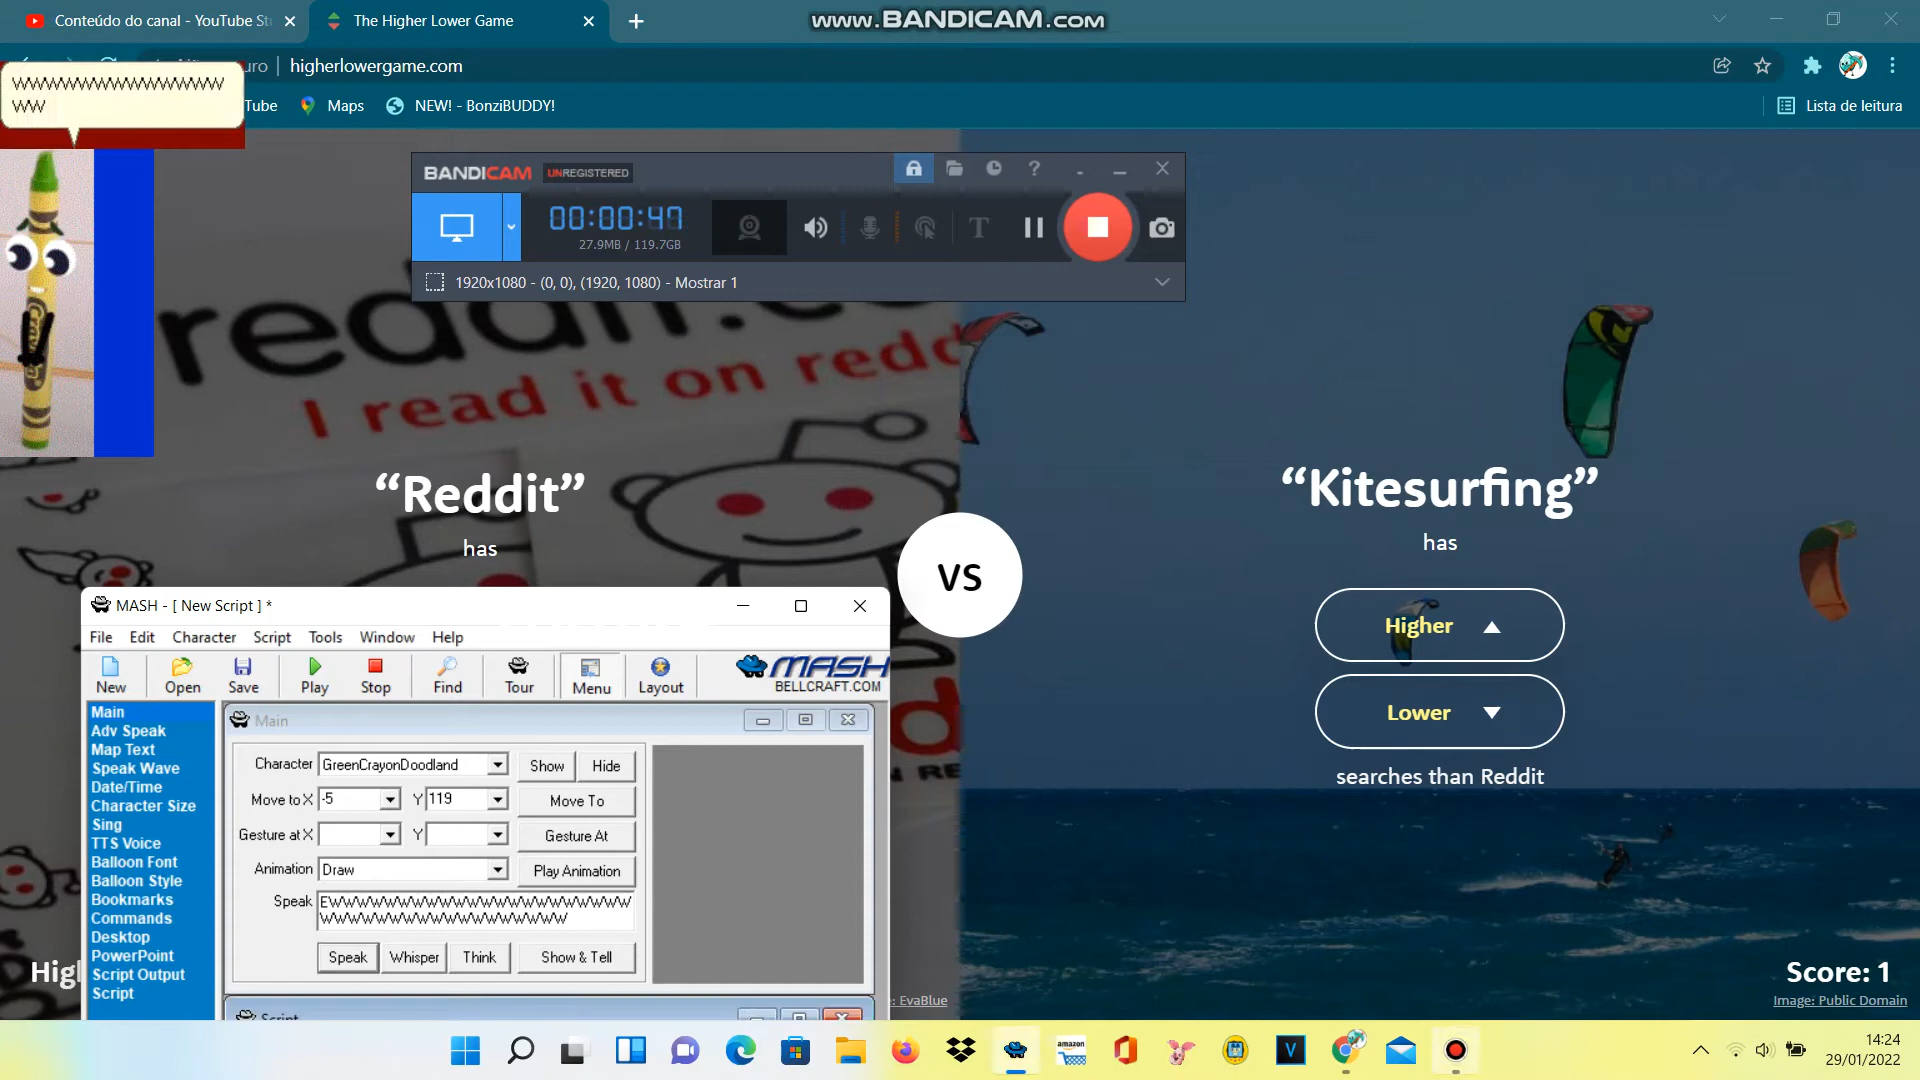 Conteúdo do canal - YouTube St
The Higher Lower Game
www.BANDICAM.com
uro | higherlowergame.com
Tube
Maps
NEW! - BonziBUDDY!
Lista de leitura
BANDICAM UNREGISTERED
00:00:47
27.9MB / 119.7GB
1920x1080 - (0, 0), (1920, 1080) - Mostrar 1
I read it on redd
“Reddit”
has
VS
“Kitesurfing”
has
Higher
Lower
searches than Reddit
MASH - [ New Script ] *
File Edit Character Script Tools Window Help
New Open Save Play Stop Find Tour Menu Layout
MASH
BELLCRAFT.COM
Main
Adv Speak
Map Text
Speak Wave
Date/Time
Character Size
Sing
TTS Voice
Balloon Font
Balloon Style
Bookmarks
Commands
Desktop
PowerPoint
Script Output
Script
Main
Character GreenCrayonDoodland Show Hide
Move to X -5 Y 119 Move To
Gesture at X Y Gesture At
Animation Draw Play Animation
Speak
Speak Whisper Think Show & Tell
Script
High
: EvaBlue
Score: 1
Image: Public Domain
amazon
14:24
29/01/2022